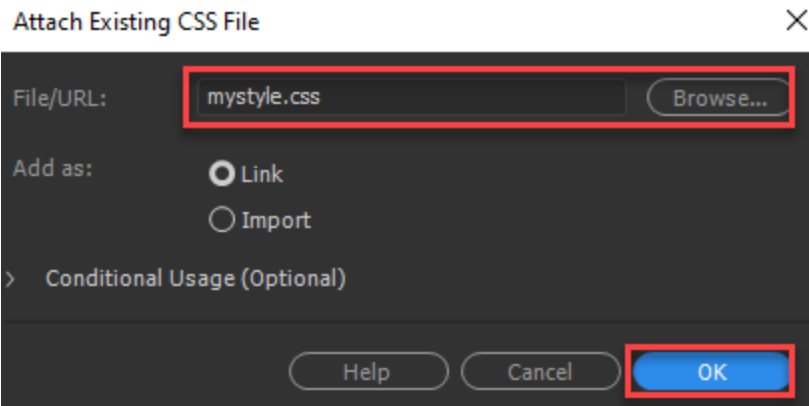 Attach Existing CSS File
File/URL: mystyle.css Browse...
Add as: Link
Import
Conditional Usage (Optional)
Help Cancel OK